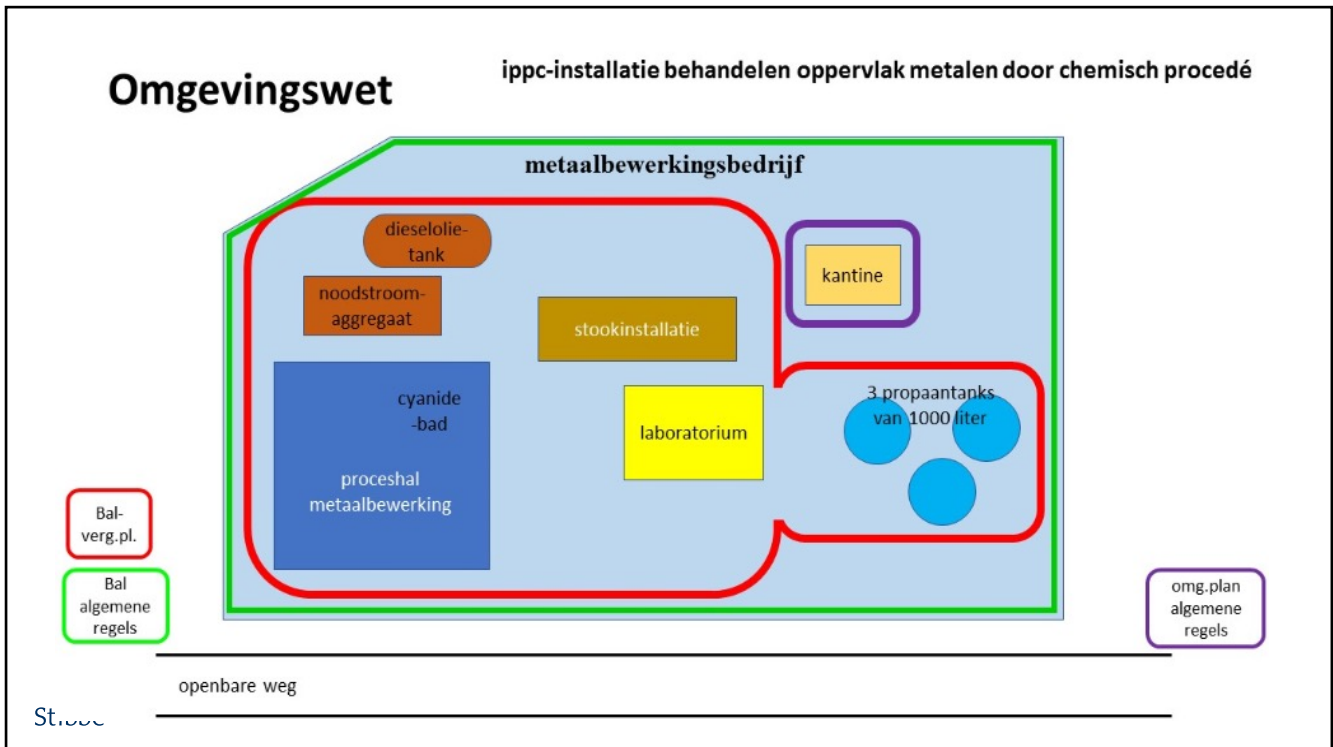 Omgevingswet
ippc-installatie behandelen oppervlak metalen door chemisch procedé
metaalbewerkingsbedrijf
dieselolie-
tank
noodstroom-
aggregaat
stookinstallatie
kantine
cyanide
-bad
proceshal
metaalbewerking
laboratorium
3 propaantanks
van 1000 liter
Bal-
verg.pl.
Bal
algemene
regels
omg.plan
algemene
regels
openbare weg